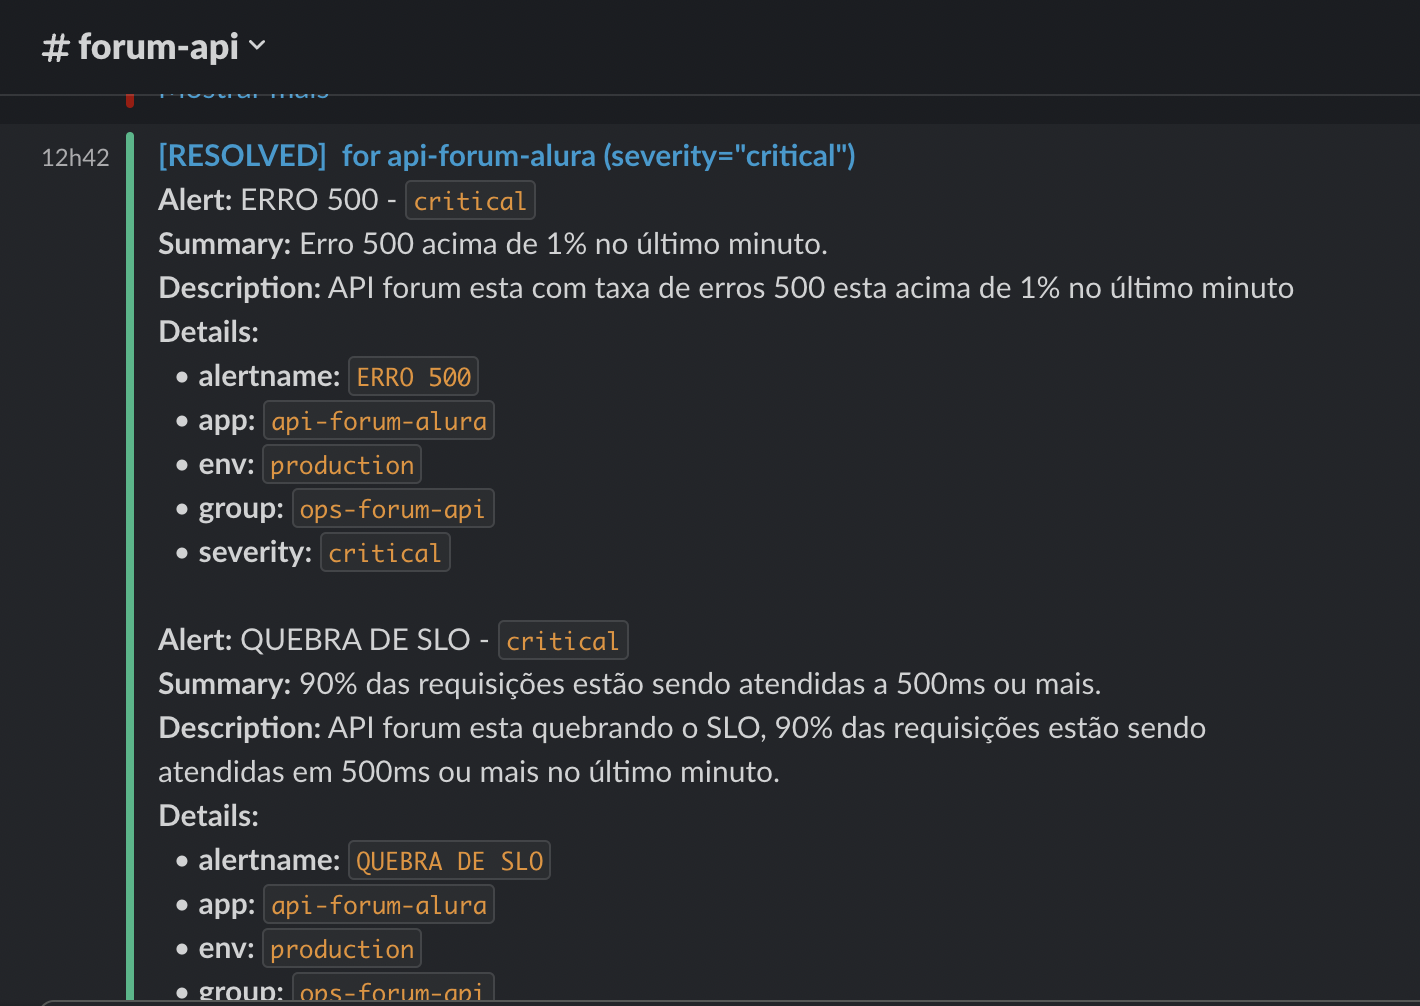 # forum-api
Mostrar mais
12h42
[RESOLVED] for api-forum-alura (severity="critical")
Alert: ERRO 500 - critical
Summary: Erro 500 acima de 1% no último minuto.
Description: API forum esta com taxa de erros 500 esta acima de 1% no último minuto
Details:
• alertname: ERRO 500
• app: api-forum-alura
• env: production
• group: ops-forum-api
• severity: critical
Alert: QUEBRA DE SLO - critical
Summary: 90% das requisições estão sendo atendidas a 500ms ou mais.
Description: API forum esta quebrando o SLO, 90% das requisições estão sendo
atendidas em 500ms ou mais no último minuto.
Details:
• alertname: QUEBRA DE SLO
• app: api-forum-alura
• env: production
• group: ops-forum-api